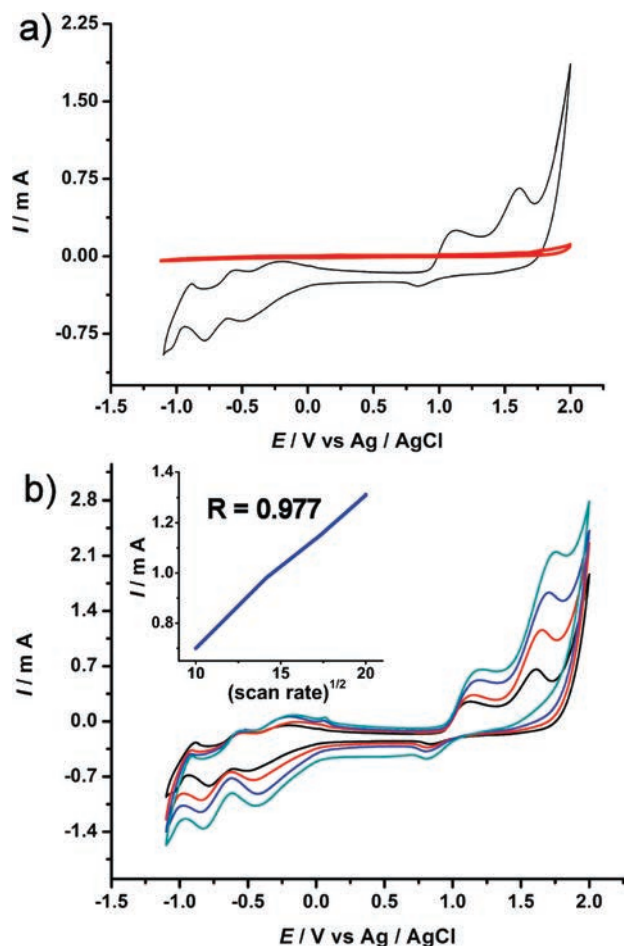 a)
2.25
1.50
0.75
0.00
-0.75
I / m A
-1.5 -1.0 -0.5 0.0 0.5 1.0 1.5 2.0
E / V vs Ag / AgCl
b)
2.8
2.1
1.4
0.7
0.0
-0.7
-1.4
I / m A
1.4
1.2
1.0
0.8
I / m A
R = 0.977
10 15 20
(scan rate)^1/2
-1.5 -1.0 -0.5 0.0 0.5 1.0 1.5 2.0
E / V vs Ag / AgCl